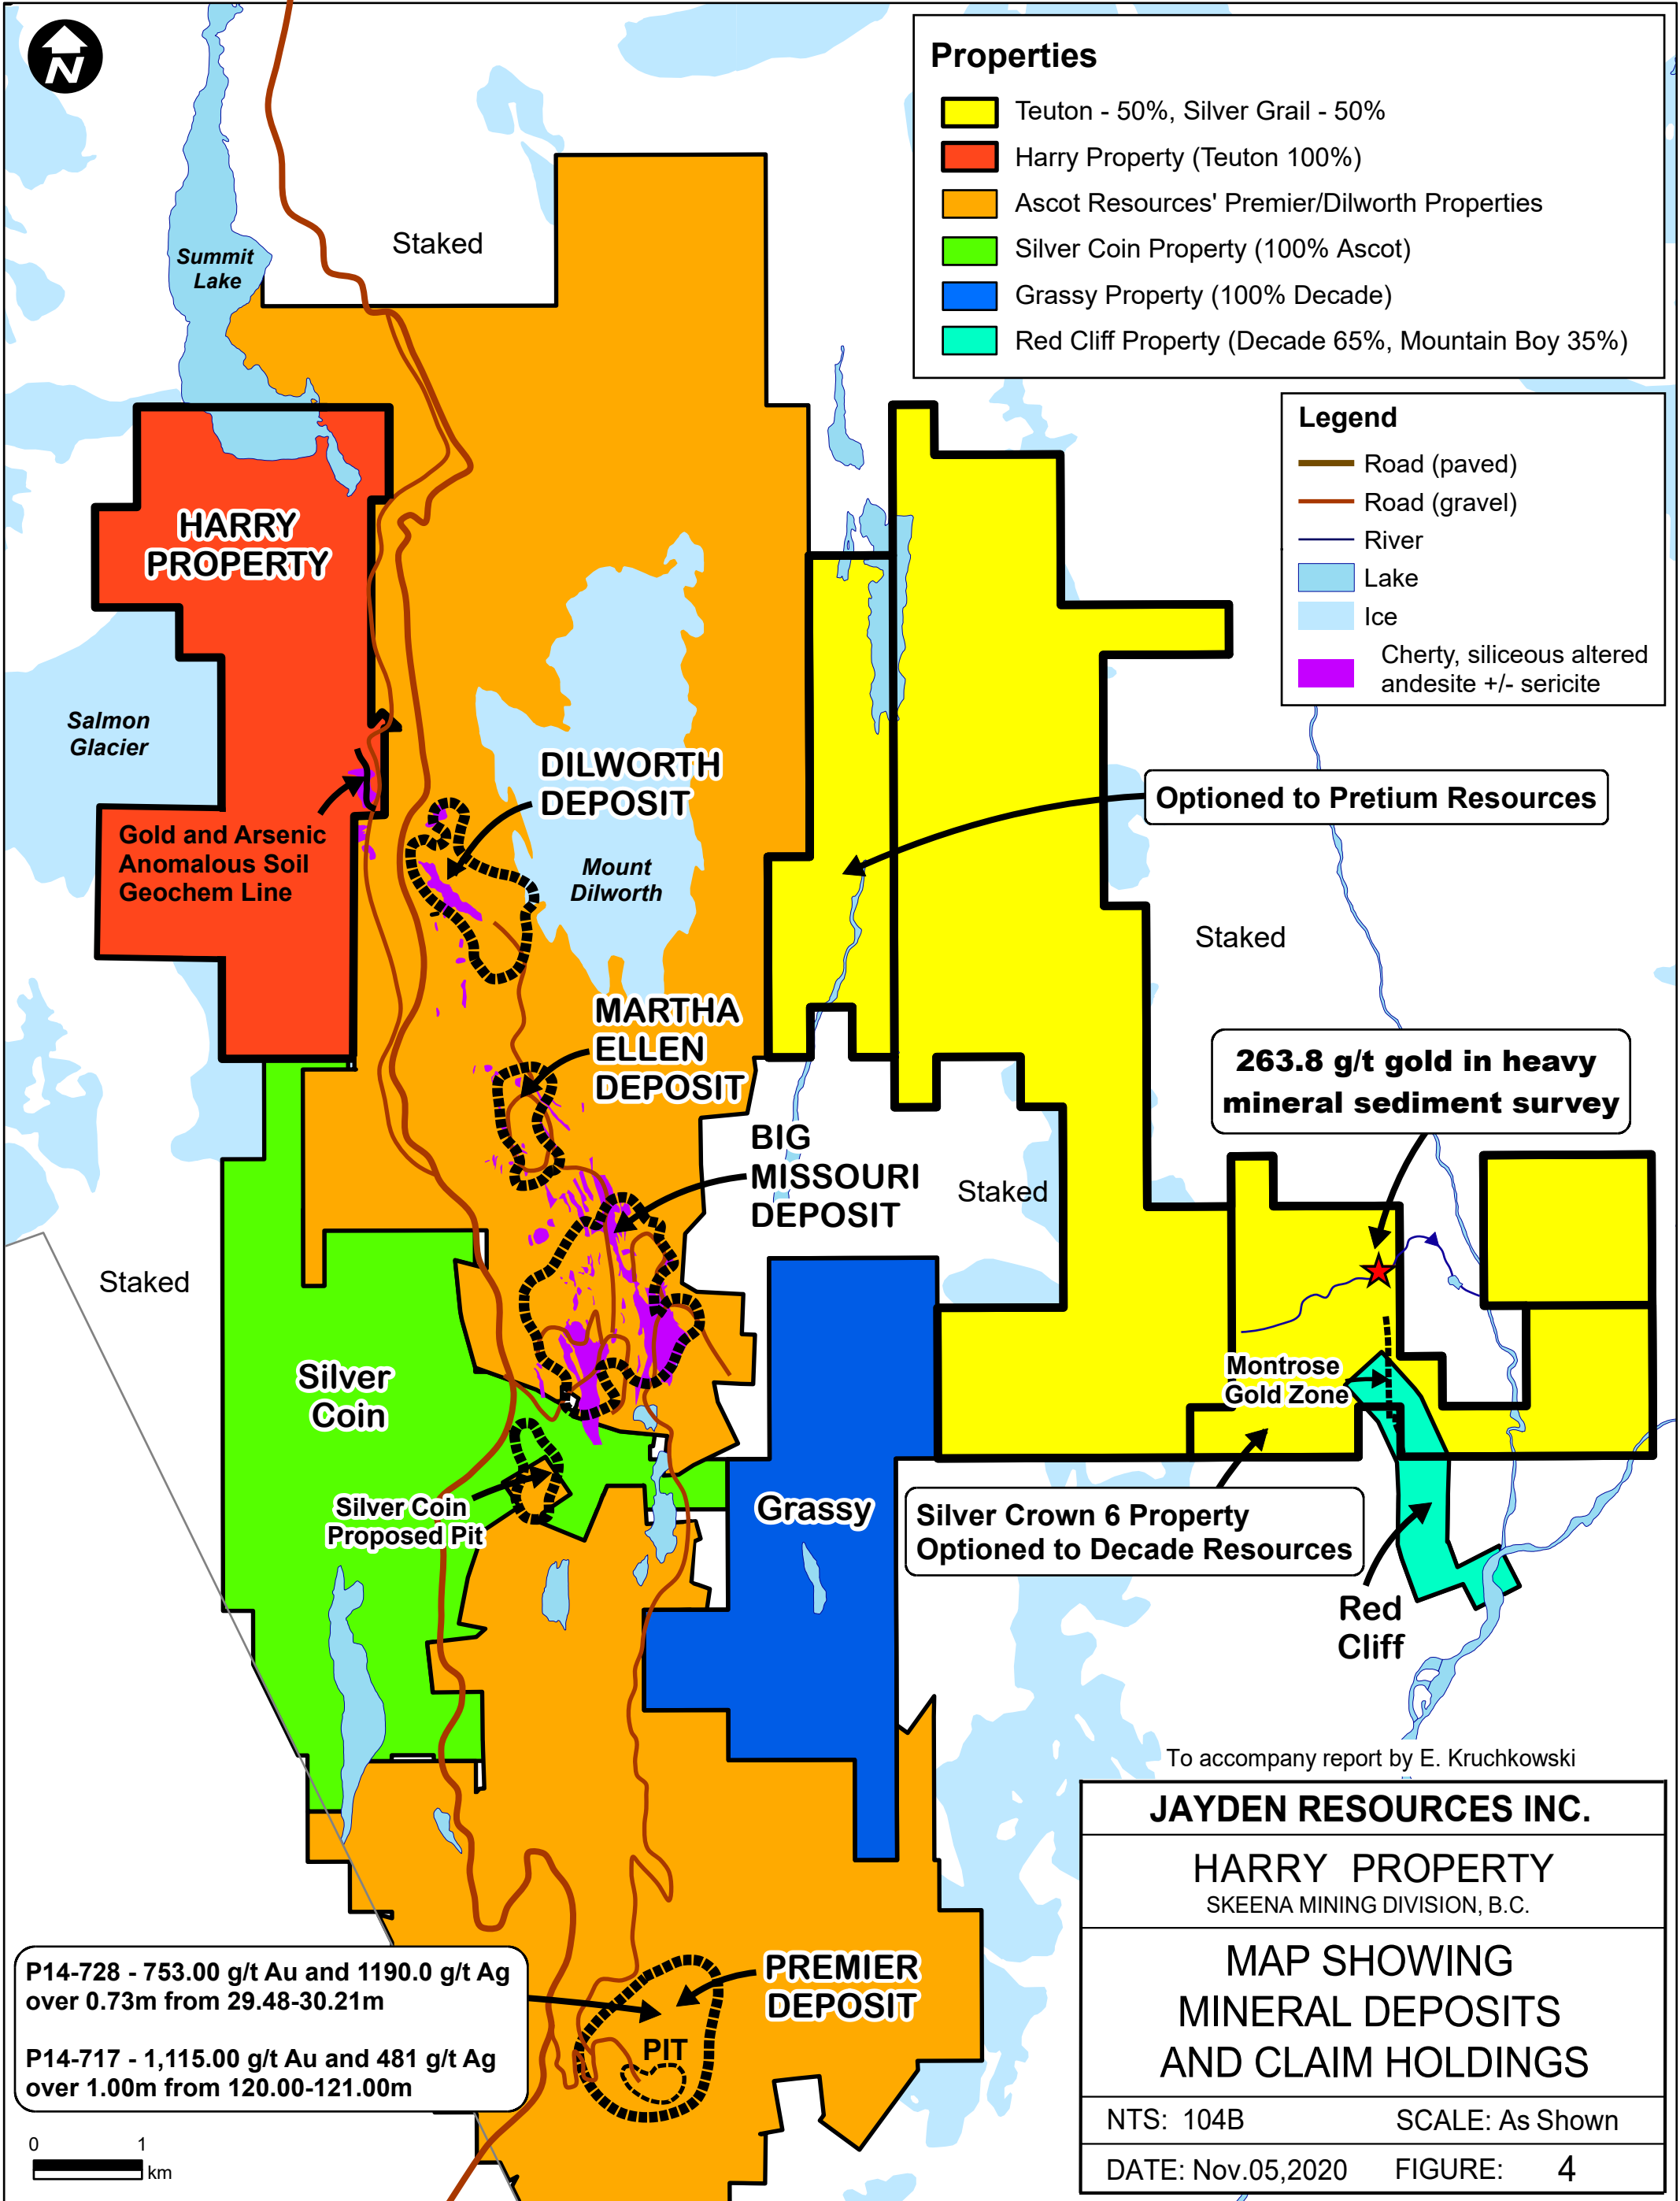 N
Properties
Teuton - 50%, Silver Grail - 50%
Harry Property (Teuton 100%)
Ascot Resources' Premier/Dilworth Properties
Silver Coin Property (100% Ascot)
Grassy Property (100% Decade)
Red Cliff Property (Decade 65%, Mountain Boy 35%)
Legend
Road (paved)
Road (gravel)
River
Lake
Ice
Cherty, siliceous altered
andesite +/- sericite
Staked
Summit
Lake
HARRY
PROPERTY
Salmon
Glacier
Gold and Arsenic
Anomalous Soil
Geochem Line
DILWORTH
DEPOSIT
Mount
Dilworth
Optioned to Pretium Resources
Staked
MARTHA
ELLEN
DEPOSIT
263.8 g/t gold in heavy
mineral sediment survey
BIG
MISSOURI
DEPOSIT
Staked
Staked
Silver
Coin
Montrose
Gold Zone
Silver Coin
Proposed Pit
Grassy
Silver Crown 6 Property
Optioned to Decade Resources
Red
Cliff
PREMIER
DEPOSIT
PIT
P14-728 - 753.00 g/t Au and 1190.0 g/t Ag
over 0.73m from 29.48-30.21m
P14-717 - 1,115.00 g/t Au and 481 g/t Ag
over 1.00m from 120.00-121.00m
0 1
km
To accompany report by E. Kruchkowski
JAYDEN RESOURCES INC.
HARRY PROPERTY
SKEENA MINING DIVISION, B.C.
MAP SHOWING
MINERAL DEPOSITS
AND CLAIM HOLDINGS
NTS: 104B SCALE: As Shown
DATE: Nov.05,2020 FIGURE: 4